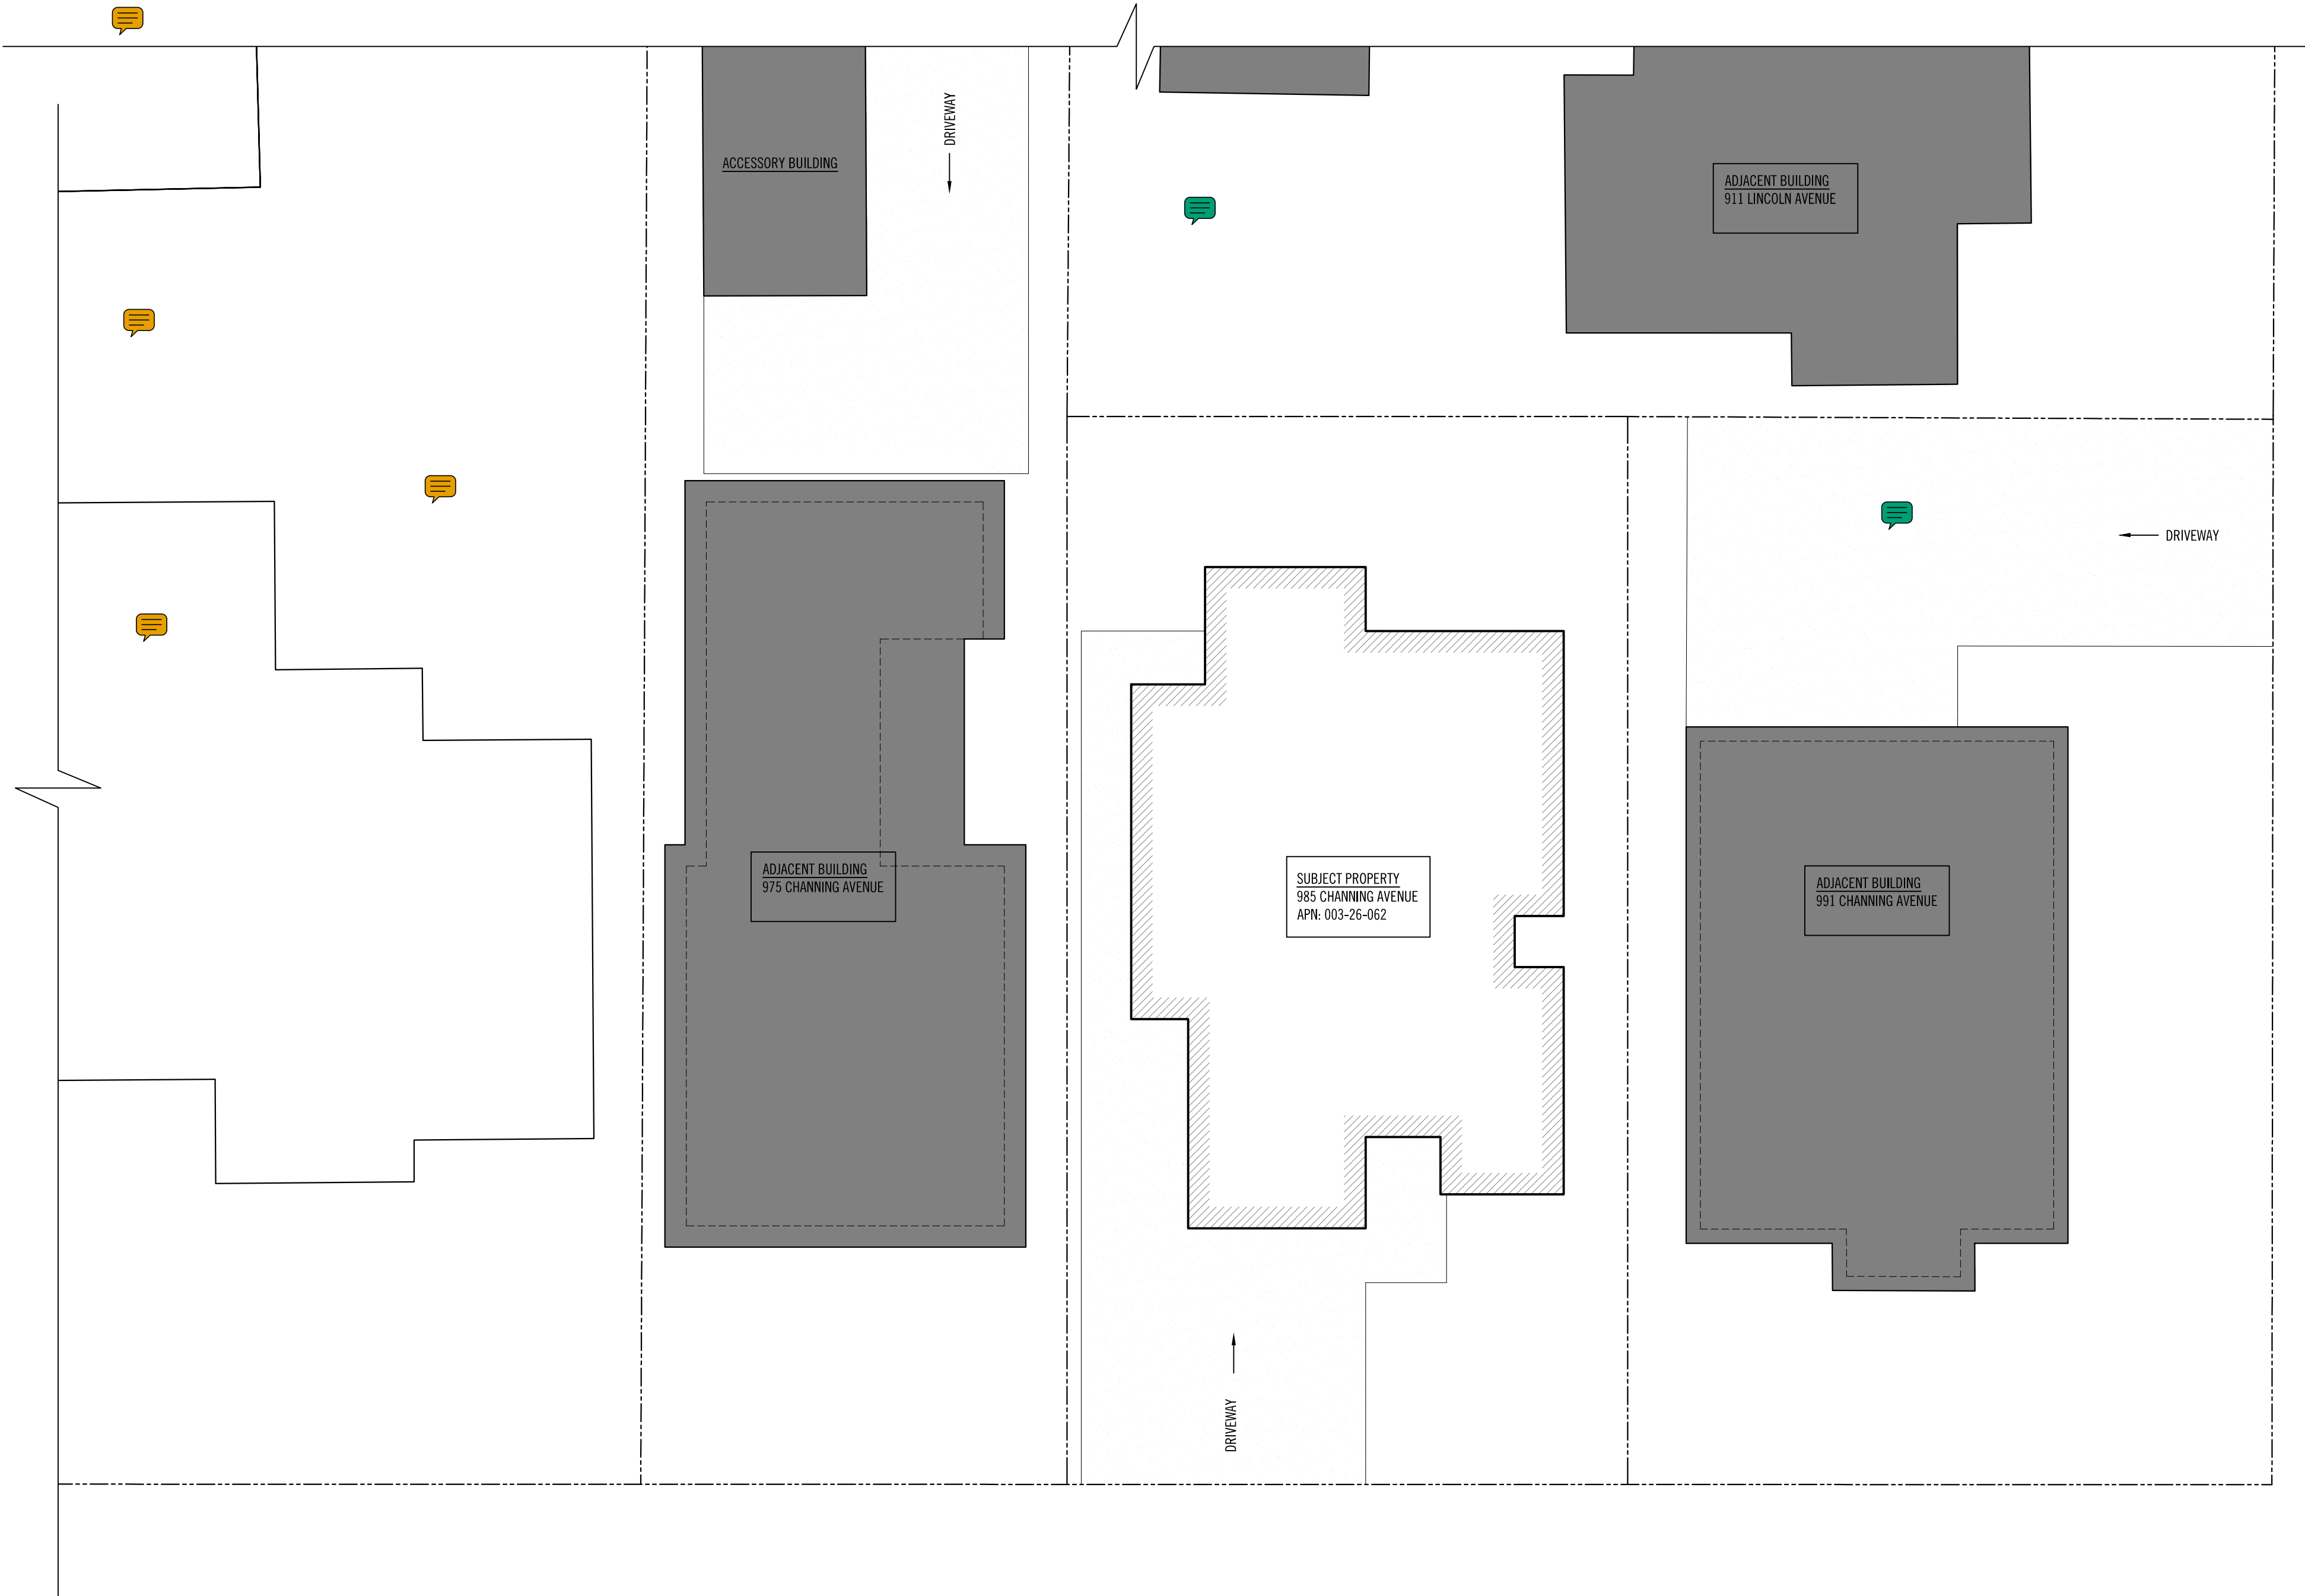 DRIVEWAY
ACCESSORY BUILDING
ADJACENT BUILDING
911 LINCOLN AVENUE
DRIVEWAY
ADJACENT BUILDING
975 CHANNING AVENUE
SUBJECT PROPERTY
985 CHANNING AVENUE
APN: 003-26-062
ADJACENT BUILDING
991 CHANNING AVENUE
DRIVEWAY